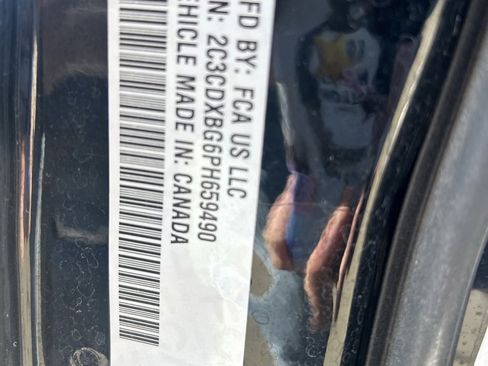 FD BY: FCA US LLC
N: 2C3CDXBG6PH659490
EHICLE MADE IN: CANADA